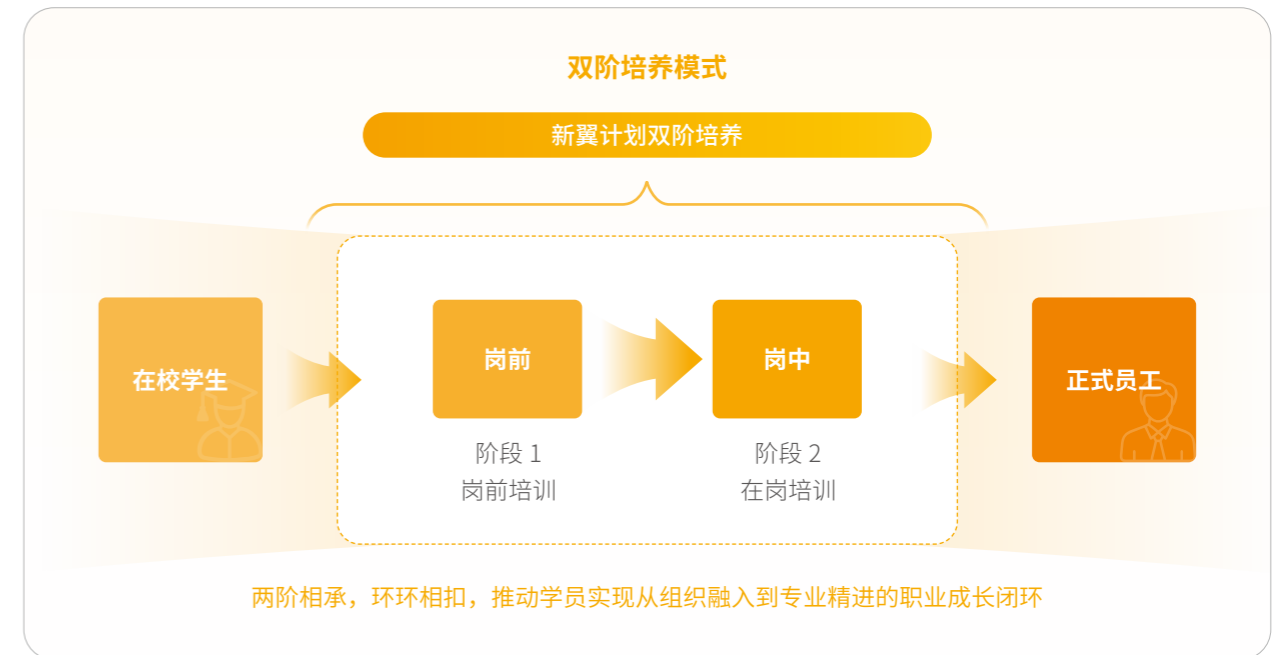 双阶培养模式
新翼计划双阶培养
在校学生
岗前
阶段 1
岗前培训
岗中
阶段 2
在岗培训
正式员工
两阶相承，环环相扣，推动学员实现从组织融入到专业精进的职业成长闭环